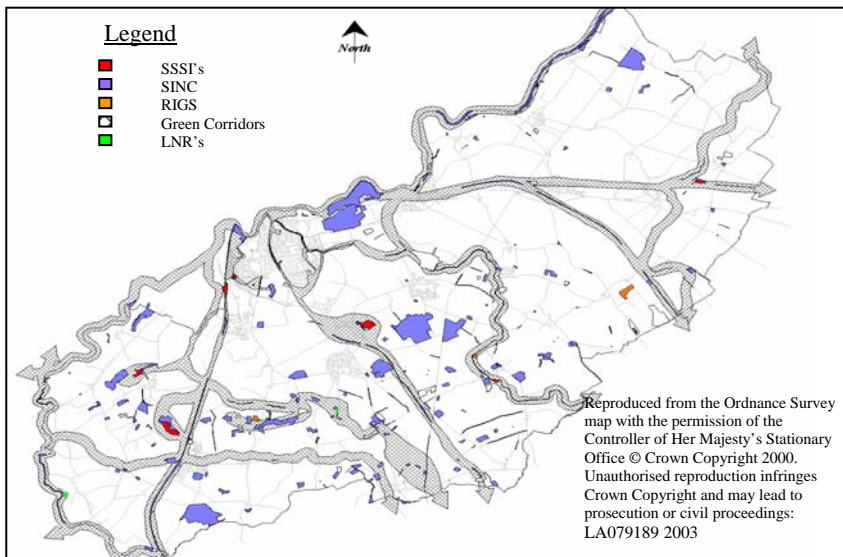 Legend
SSSI's
SINC
RIGS
Green Corridors
LNR's
North
Reproduced from the Ordnance Survey
map with the permission of the
Controller of Her Majesty's Stationary
Office © Crown Copyright 2000.
Unauthorised reproduction infringes
Crown Copyright and may lead to
prosecution or civil proceedings:
LA079189 2003